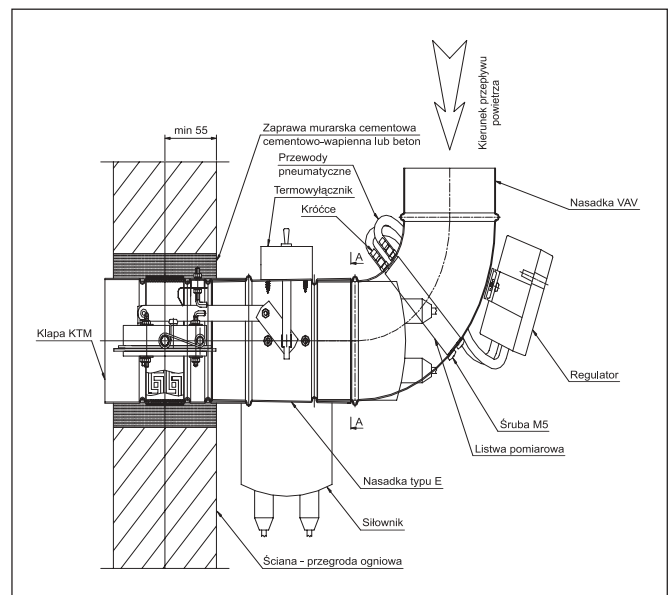 Kierunek przepływu
powietrza
min 55
Zaprawa murarska cementowa
cementowo-wapienna lub beton
Przewody
pneumatyczne
Termowyłącznik
Króćce
Nasadka VAV
A
Klapa KTM
Regulator
Śruba M5
A
Listwa pomiarowa
Nasadka typu E
Siłownik
Ściana - przegroda ogniowa